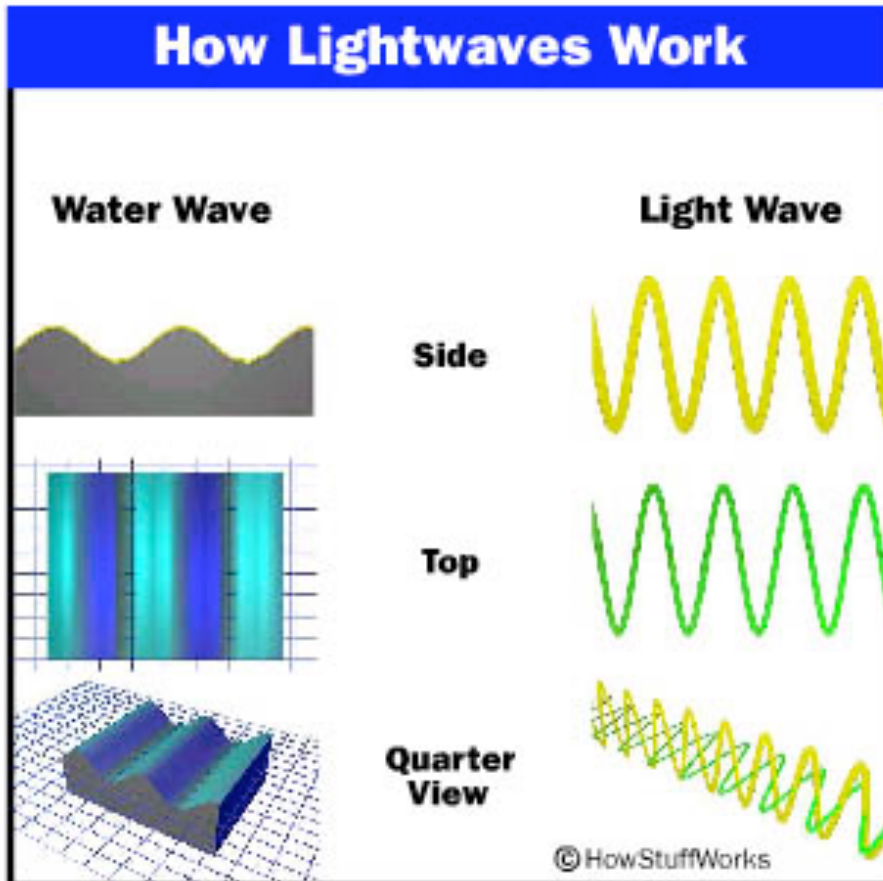 How Lightwaves Work
Water Wave
Light Wave
Side
Top
Quarter
View
©HowStuffWorks